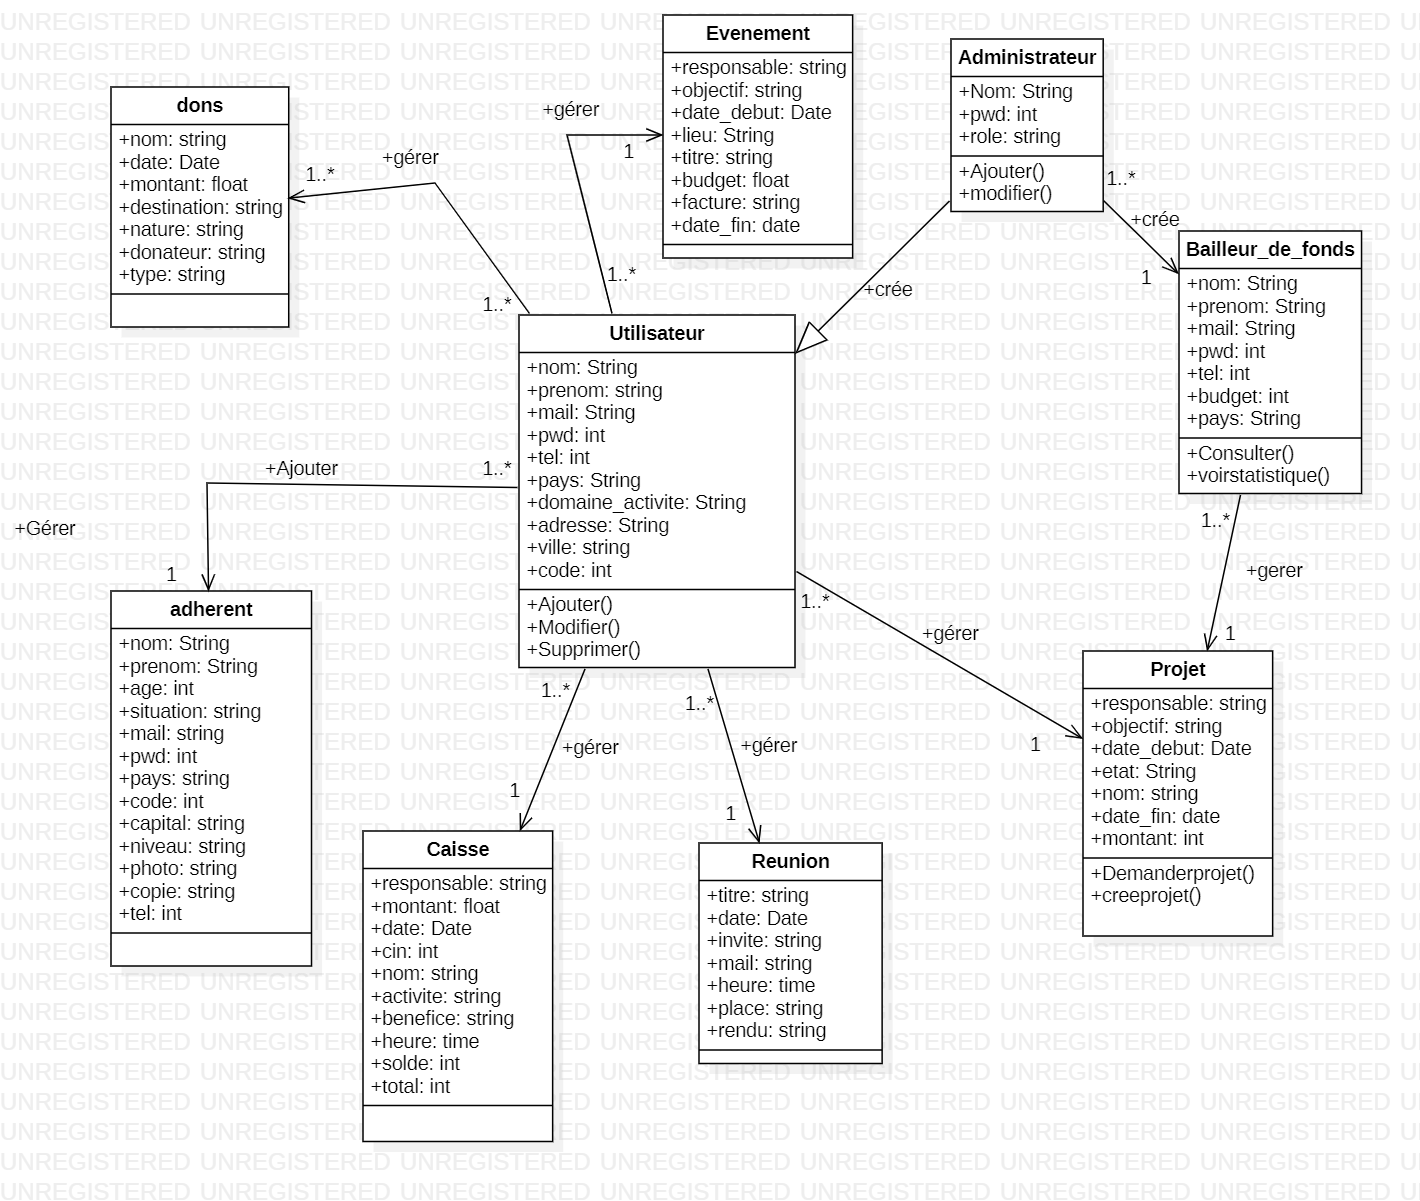 Evenement
+responsable: string
+objectif: string
+date_debut: Date
+lieu: String
+titre: string
+budget: float
+facture: string
+date_fin: date
Administrateur
+Nom: String
+pwd: int
+role: string
+Ajouter()
+modifier()
dons
+nom: string
+date: Date
+montant: float
+destination: string
+nature: string
+donateur: string
+type: string
+gérer
1..*
1..*
+gérer
1
1..*
+crée
1..*
+crée
1
Bailleur_de_fonds
+nom: String
+prenom: String
+mail: String
+pwd: int
+tel: int
+budget: int
+pays: String
+Consulter()
+voirstatistique()
Utilisateur
+nom: String
+prenom: string
+mail: String
+pwd: int
+tel: int
+pays: String
+domaine_activite: String
+adresse: String
+ville: string
+code: int
+Ajouter()
+Modifier()
+Supprimer()
+Ajouter
1..*
+Gérer
1
1..*
+gerer
1
1..*
+gérer
1
adherent
+nom: String
+prenom: String
+age: int
+situation: string
+mail: string
+pwd: int
+pays: string
+code: int
+capital: string
+niveau: string
+photo: string
+copie: string
+tel: int
1..*
+gérer
1
1..*
+gérer
1
Projet
+responsable: string
+objectif: string
+date_debut: Date
+etat: String
+nom: string
+date_fin: date
+montant: int
+Demanderprojet()
+creeprojet()
Caisse
+responsable: string
+montant: float
+date: Date
+cin: int
+nom: string
+activite: string
+benefice: string
+heure: time
+solde: int
+total: int
Reunion
+titre: string
+date: Date
+invite: string
+mail: string
+heure: time
+place: string
+rendu: string
UNREGISTERED